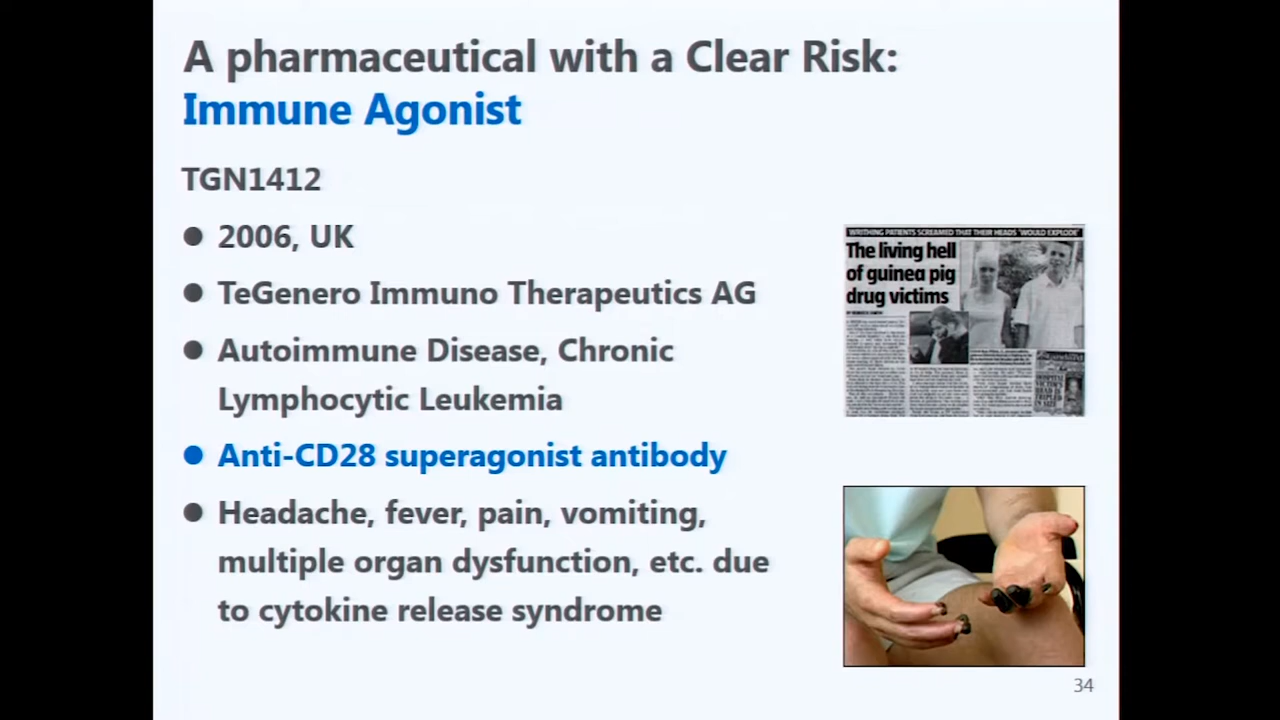 A pharmaceutical with a Clear Risk:
Immune Agonist
TGN1412
● 2006, UK
● TeGenero Immuno Therapeutics AG
● Autoimmune Disease, Chronic
Lymphocytic Leukemia
● Anti-CD28 superagonist antibody
● Headache, fever, pain, vomiting,
multiple organ dysfunction, etc. due
to cytokine release syndrome
WRITHING PATIENTS SCREAMED THAT THEIR HEADS 'WOULD EXPLODE'
The living hell
of guinea pig
drug victims
34